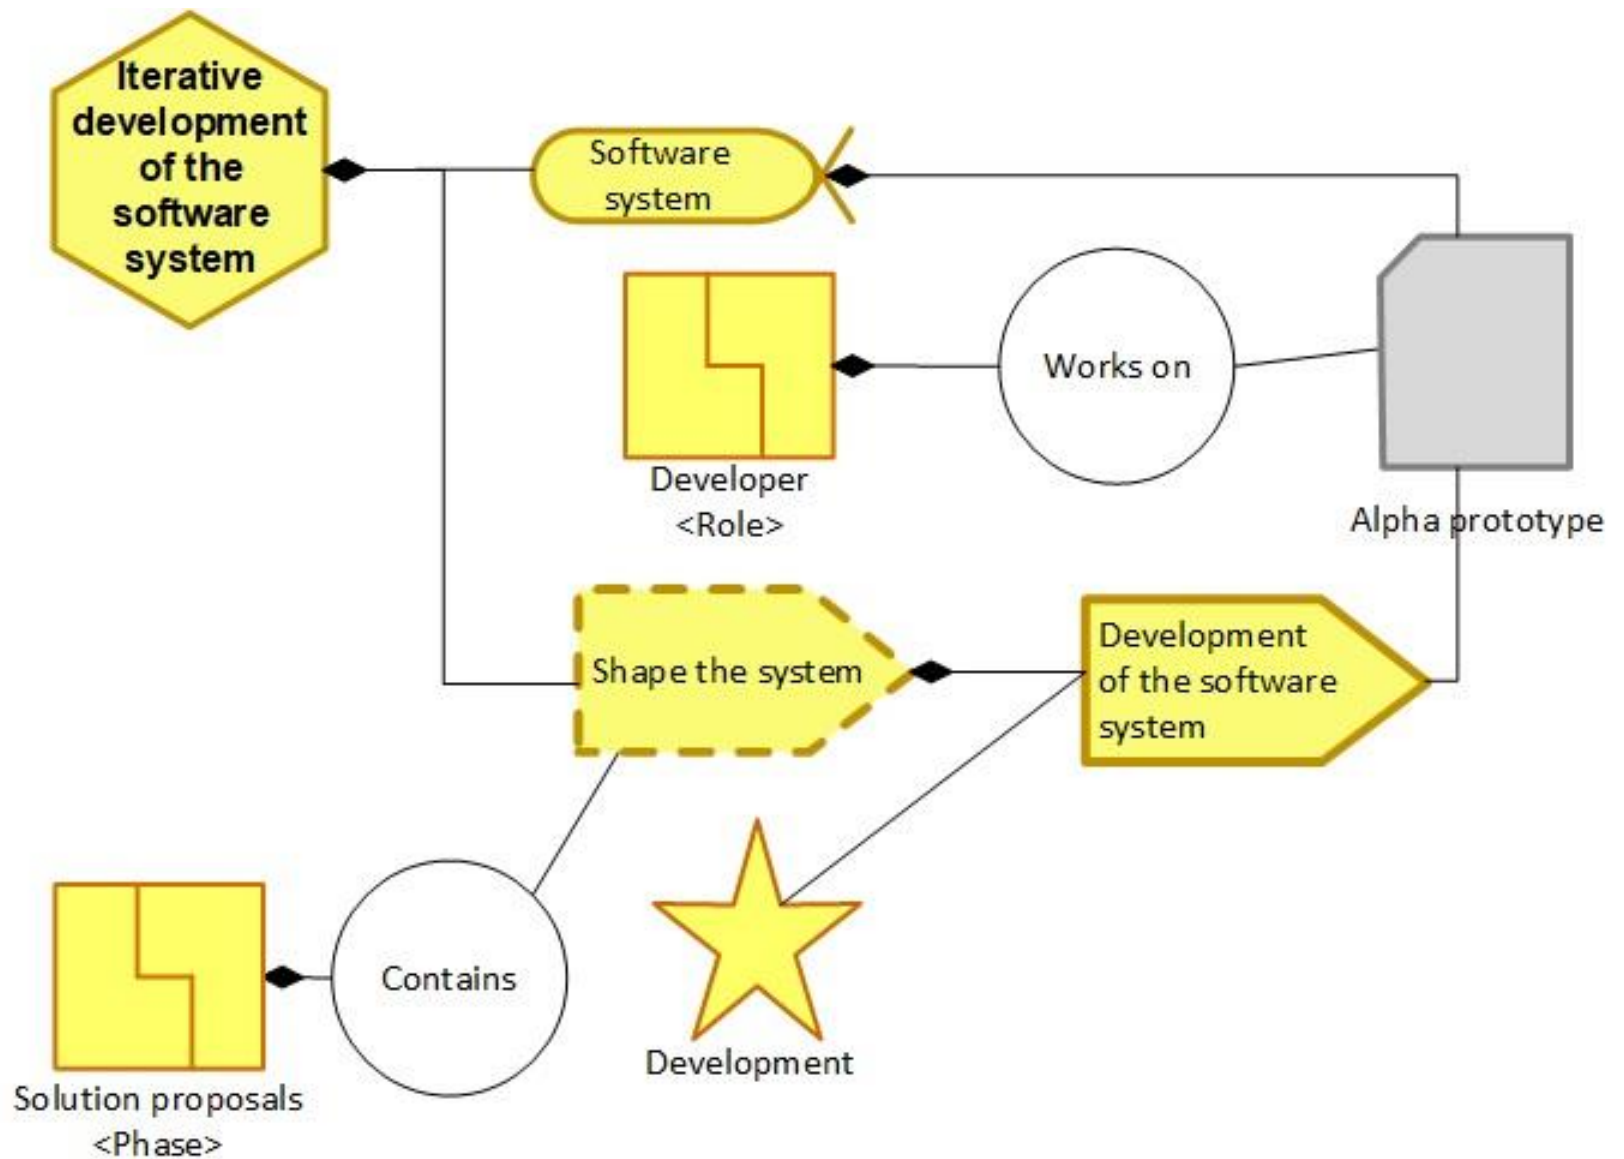 Iterative
development
of the
software
system
Software
system
Works on
Developer
<Role>
Alpha prototype
Shape the system
Development
of the software
system
Contains
Development
Solution proposals
<Phase>